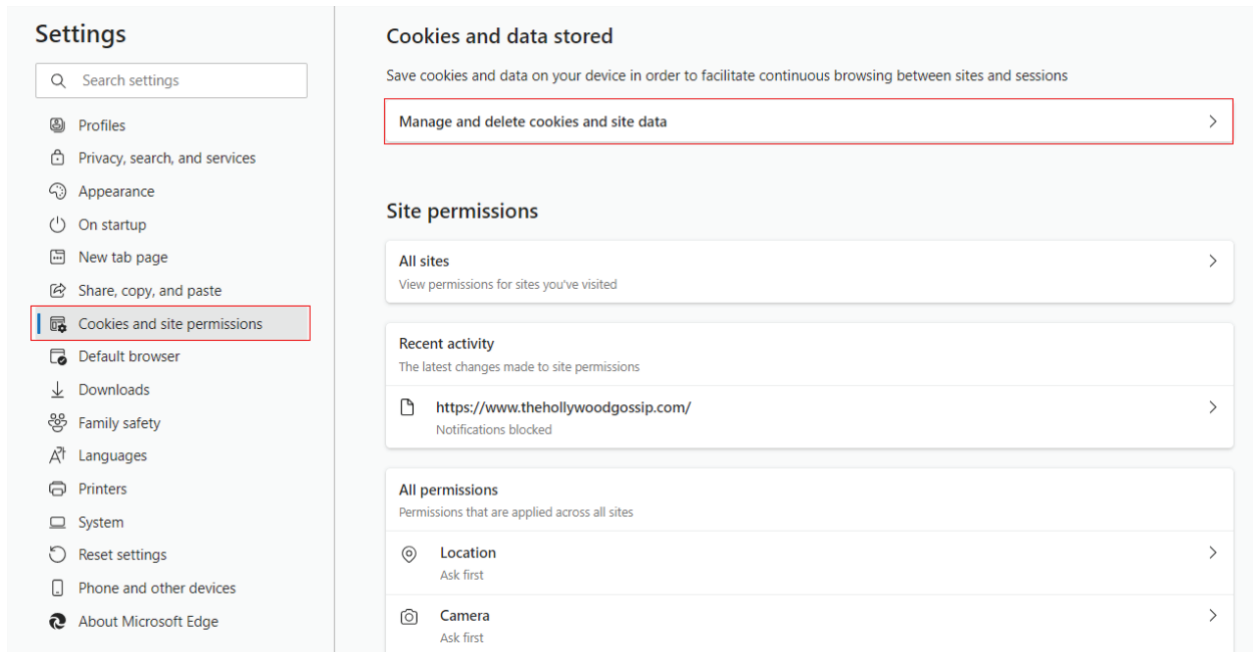 Settings
Search settings
Profiles
Privacy, search, and services
Appearance
On startup
New tab page
Share, copy, and paste
Cookies and site permissions
Default browser
Downloads
Family safety
Languages
Printers
System
Reset settings
Phone and other devices
About Microsoft Edge
Cookies and data stored
Save cookies and data on your device in order to facilitate continuous browsing between sites and sessions
Manage and delete cookies and site data
Site permissions
All sites
View permissions for sites you've visited
Recent activity
The latest changes made to site permissions
https://www.thehollywoodgossip.com/
Notifications blocked
All permissions
Permissions that are applied across all sites
Location
Ask first
Camera
Ask first